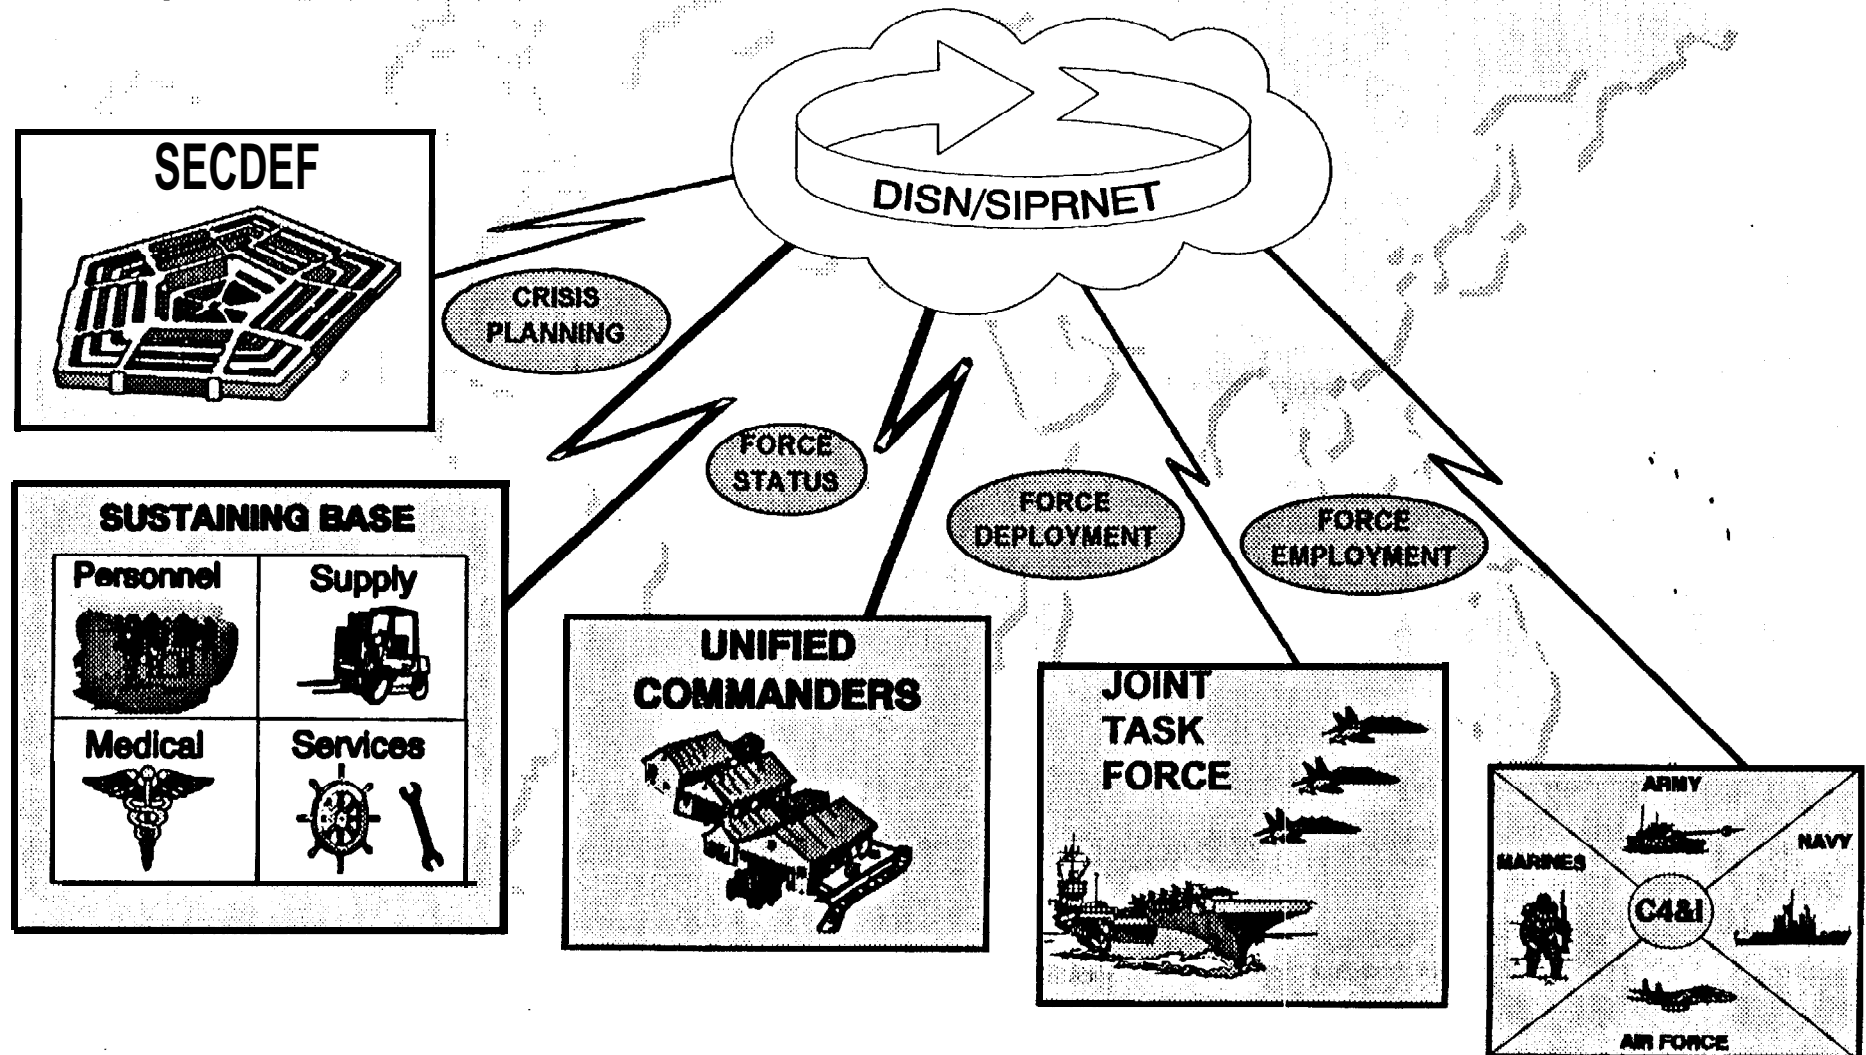 DISN/SIPRNET
SECDEF
CRISIS
PLANNING
FORCE
STATUS
FORCE
DEPLOYMENT
FORCE
EMPLOYMENT
SUSTAINING BASE
Personnel
Supply
Medical
Services
UNIFIED
COMMANDERS
JOINT
TASK
FORCE
ARMY
NAVY
MARINES
C4&I
AIR FORCE